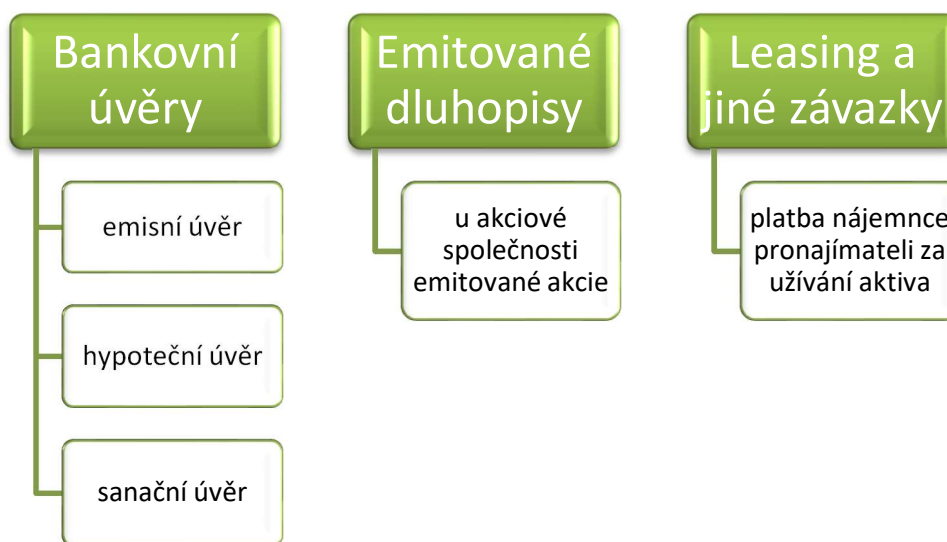 Bankovní
úvěry
emisní úvěr
hypoteční úvěr
sanační úvěr
Emitované
dluhopisy
u akciové
společnosti
emitované akcie
Leasing a
jiné závazky
platba nájemnce
pronajímateli za
užívání aktiva